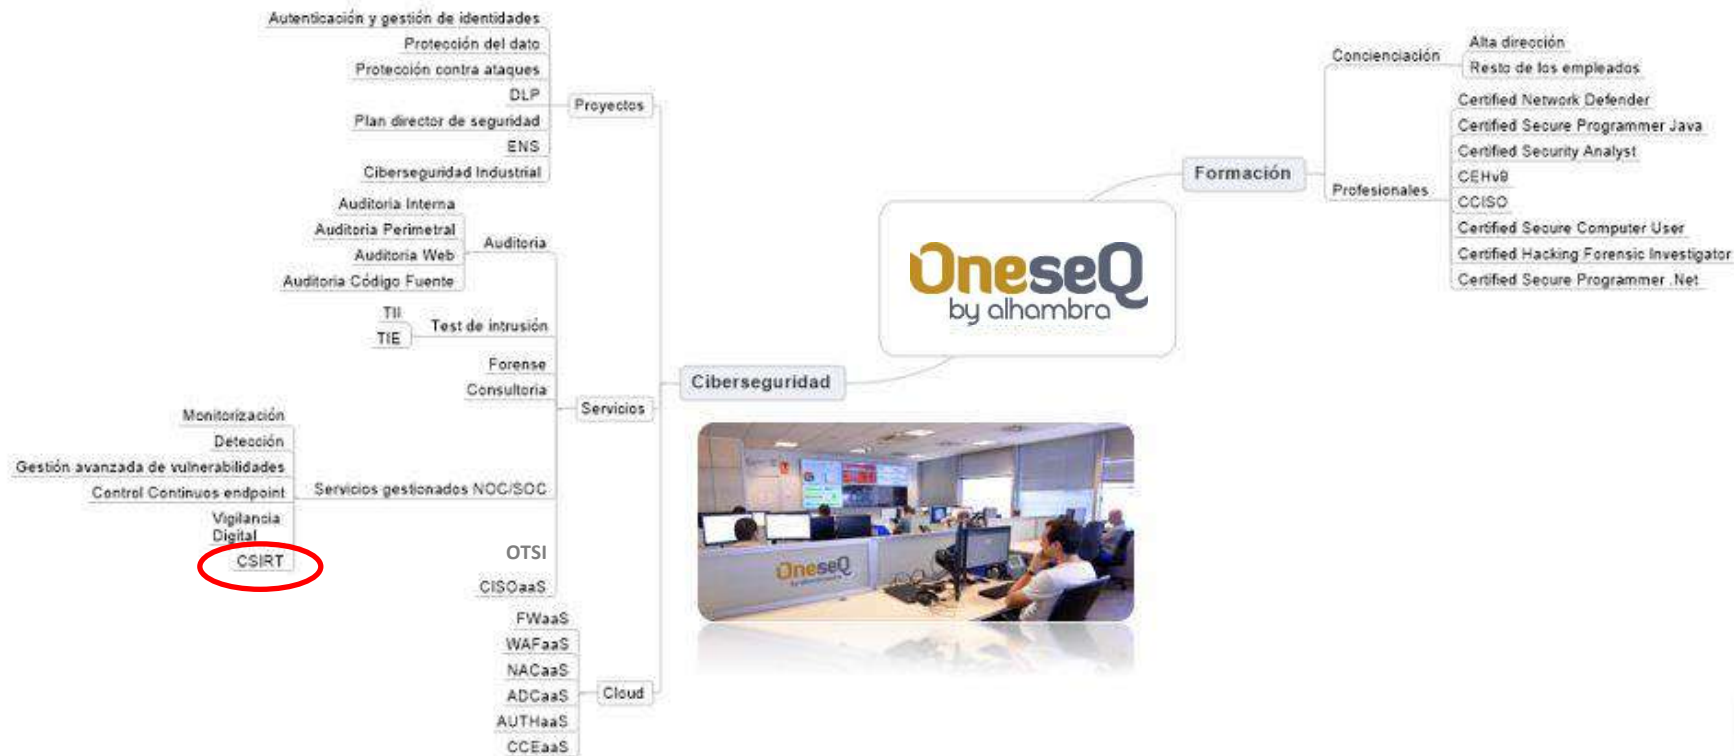 Autenticación y gestión de identidades
Protección del dato
Protección contra ataques
DLP
Plan director de seguridad
ENS
Ciberseguridad Industrial
Proyectos
Auditoria Interna
Auditoria Perimetral
Auditoria Web
Auditoria Código Fuente
Auditoria
TII
TIE
Test de intrusión
Forense
Consultoria
Servicios
Monitorización
Detección
Gestión avanzada de vulnerabilidades
Control Continuos endpoint
Vigilancia
Digital
CSIRT
Servicios gestionados NOC/SOC
OTSI
CISOaaS
FWaaS
WAFaaS
NACaaS
ADCaaS
AUTHaaS
CCEaaS
Cloud
Ciberseguridad
OneseQ
by alhambra
Formación
Concienciación
Alta dirección
Resto de los empleados
Profesionales
Certified Network Defender
Certified Secure Programmer Java
Certified Security Analyst
CEHv9
CCISO
Certified Secure Computer User
Certified Hacking Forensic Investigator
Certified Secure Programmer .Net
OneseQ
by alhambra